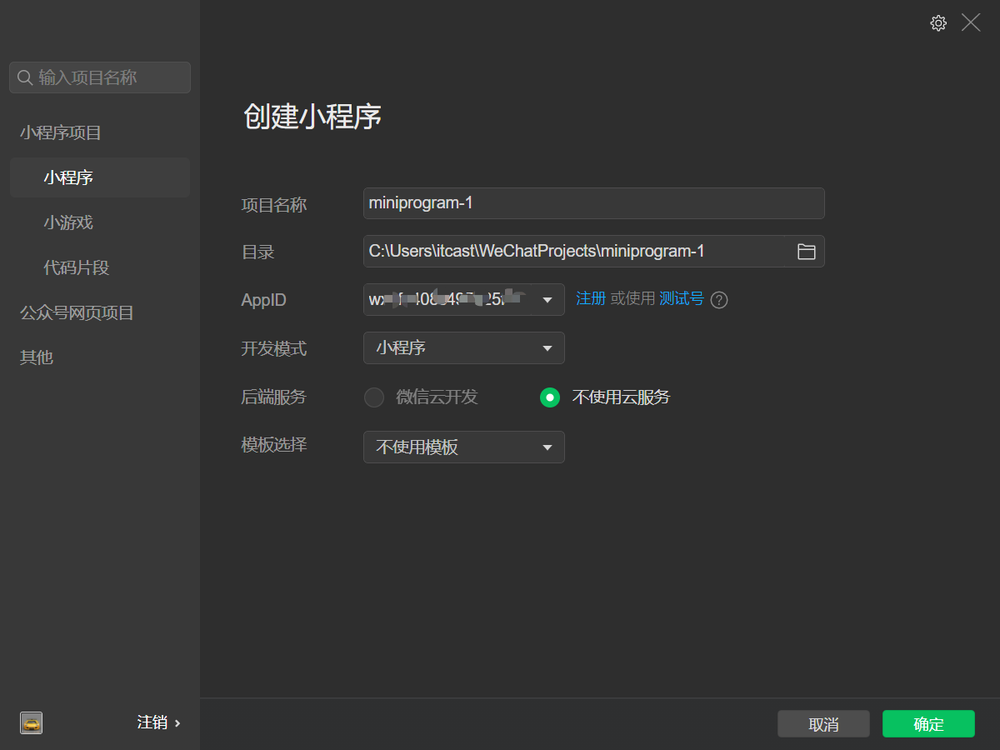 输入项目名称
小程序项目
小程序
小游戏
代码片段
公众号网页项目
其他
注销
创建小程序
项目名称 miniprogram-1
目录 C:\Users\itcast\WeChatProjects\miniprogram-1
AppID 注册 或使用 测试号
开发模式 小程序
后端服务 微信云开发 不使用云服务
模板选择 不使用模板
取消 确定